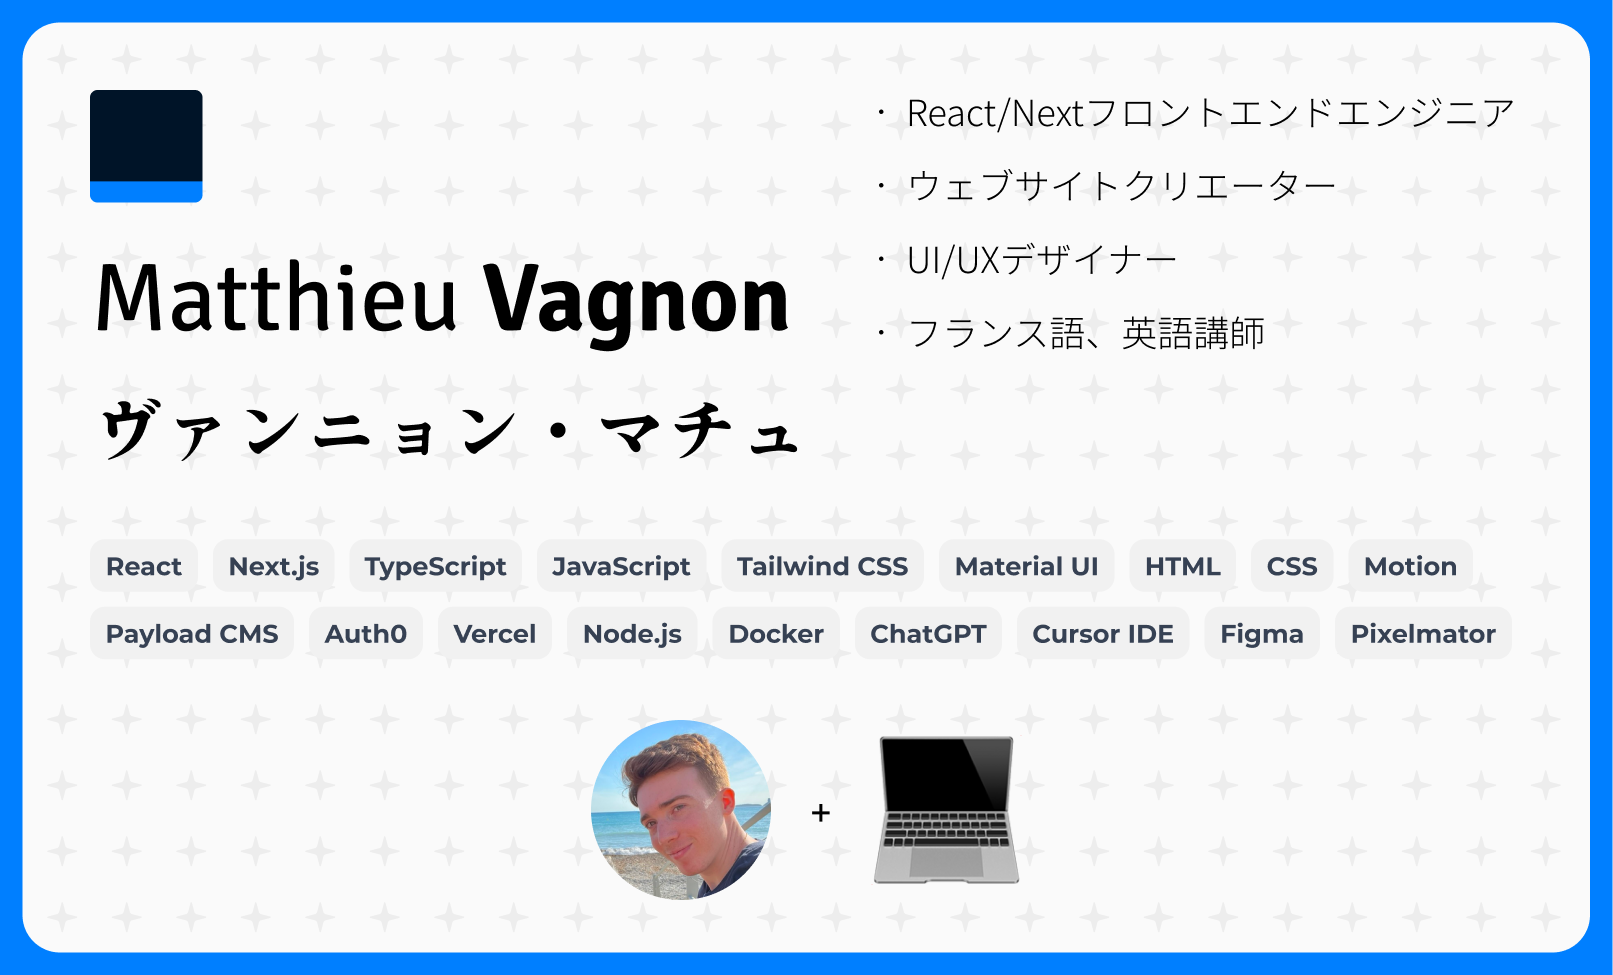 Matthieu Vagnon
ヴァンニョン・マチュ
・ React/Nextフロントエンドエンジニア
・ ウェブサイトクリエーター
・ UI/UXデザイナー
・ フランス語、英語講師
React Next.js TypeScript JavaScript Tailwind CSS Material UI HTML CSS Motion
Payload CMS Auth0 Vercel Node.js Docker ChatGPT Cursor IDE Figma Pixelmator
+